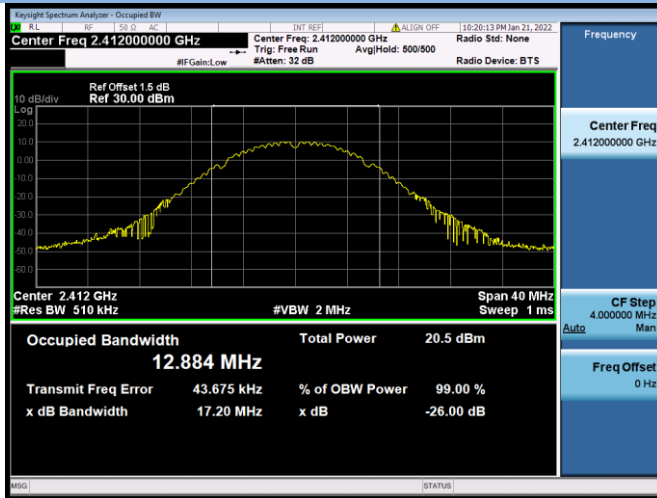 Keysight Spectrum Analyzer - Occupied BW
RL RF 50 Ω AC INT REF ALIGN OFF 10:20:13 PM Jan 21, 2022
Center Freq 2.412000000 GHz
Center Freq: 2.412000000 GHz Radio Std: None
Trig: Free Run Avg|Hold: 500/500
#IFGain:Low #Atten: 32 dB Radio Device: BTS
Ref Offset 1.5 dB
10 dB/div Ref 30.00 dBm
Log
20.0
10.0
0.00
-10.0
-20.0
-30.0
-40.0
-50.0
-60.0
Center 2.412 GHz Span 40 MHz
#Res BW 510 kHz #VBW 2 MHz Sweep 1 ms
Occupied Bandwidth Total Power 20.5 dBm
12.884 MHz
Transmit Freq Error 43.675 kHz % of OBW Power 99.00 %
x dB Bandwidth 17.20 MHz x dB -26.00 dB
MSG STATUS
Frequency
Center Freq
2.412000000 GHz
CF Step
4.000000 MHz
Auto Man
Freq Offset
0 Hz